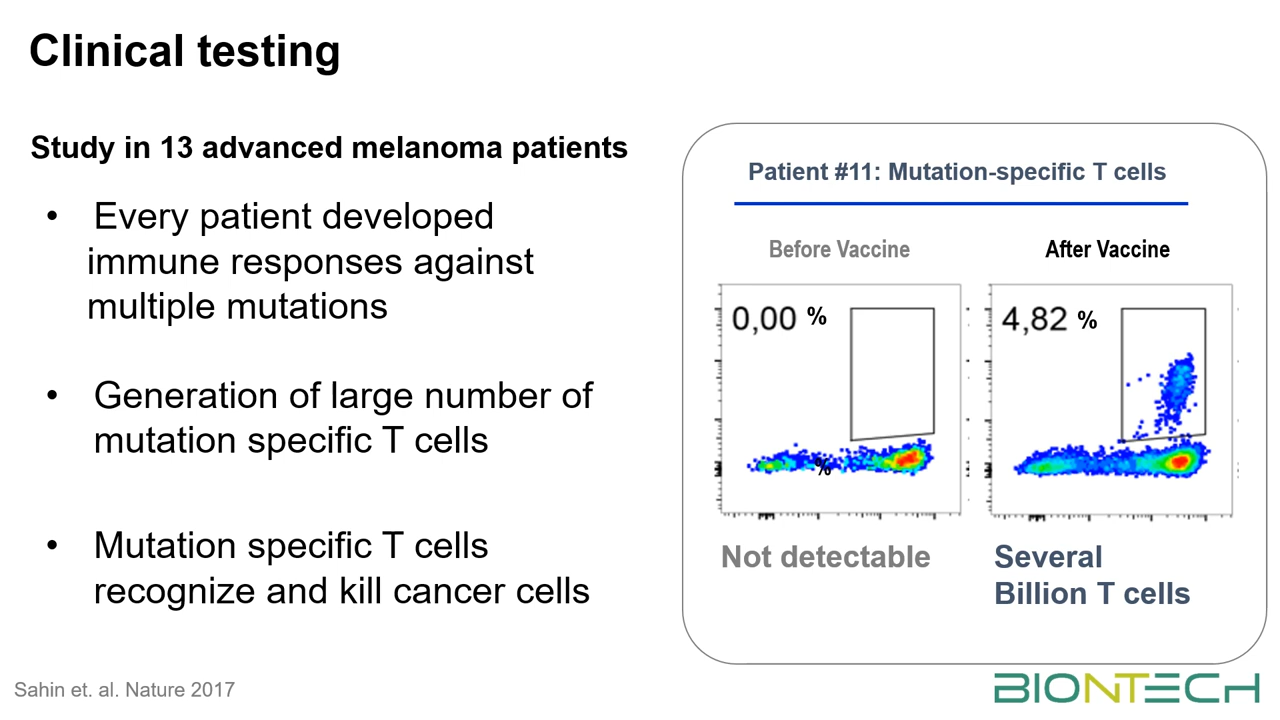 Clinical testing
Study in 13 advanced melanoma patients
• Every patient developed
immune responses against
multiple mutations
• Generation of large number of
mutation specific T cells
• Mutation specific T cells
recognize and kill cancer cells
Patient #11: Mutation-specific T cells
Before Vaccine
After Vaccine
0,00 %
4,82 %
%
Not detectable
Several
Billion T cells
Sahin et. al. Nature 2017
BIONTECH